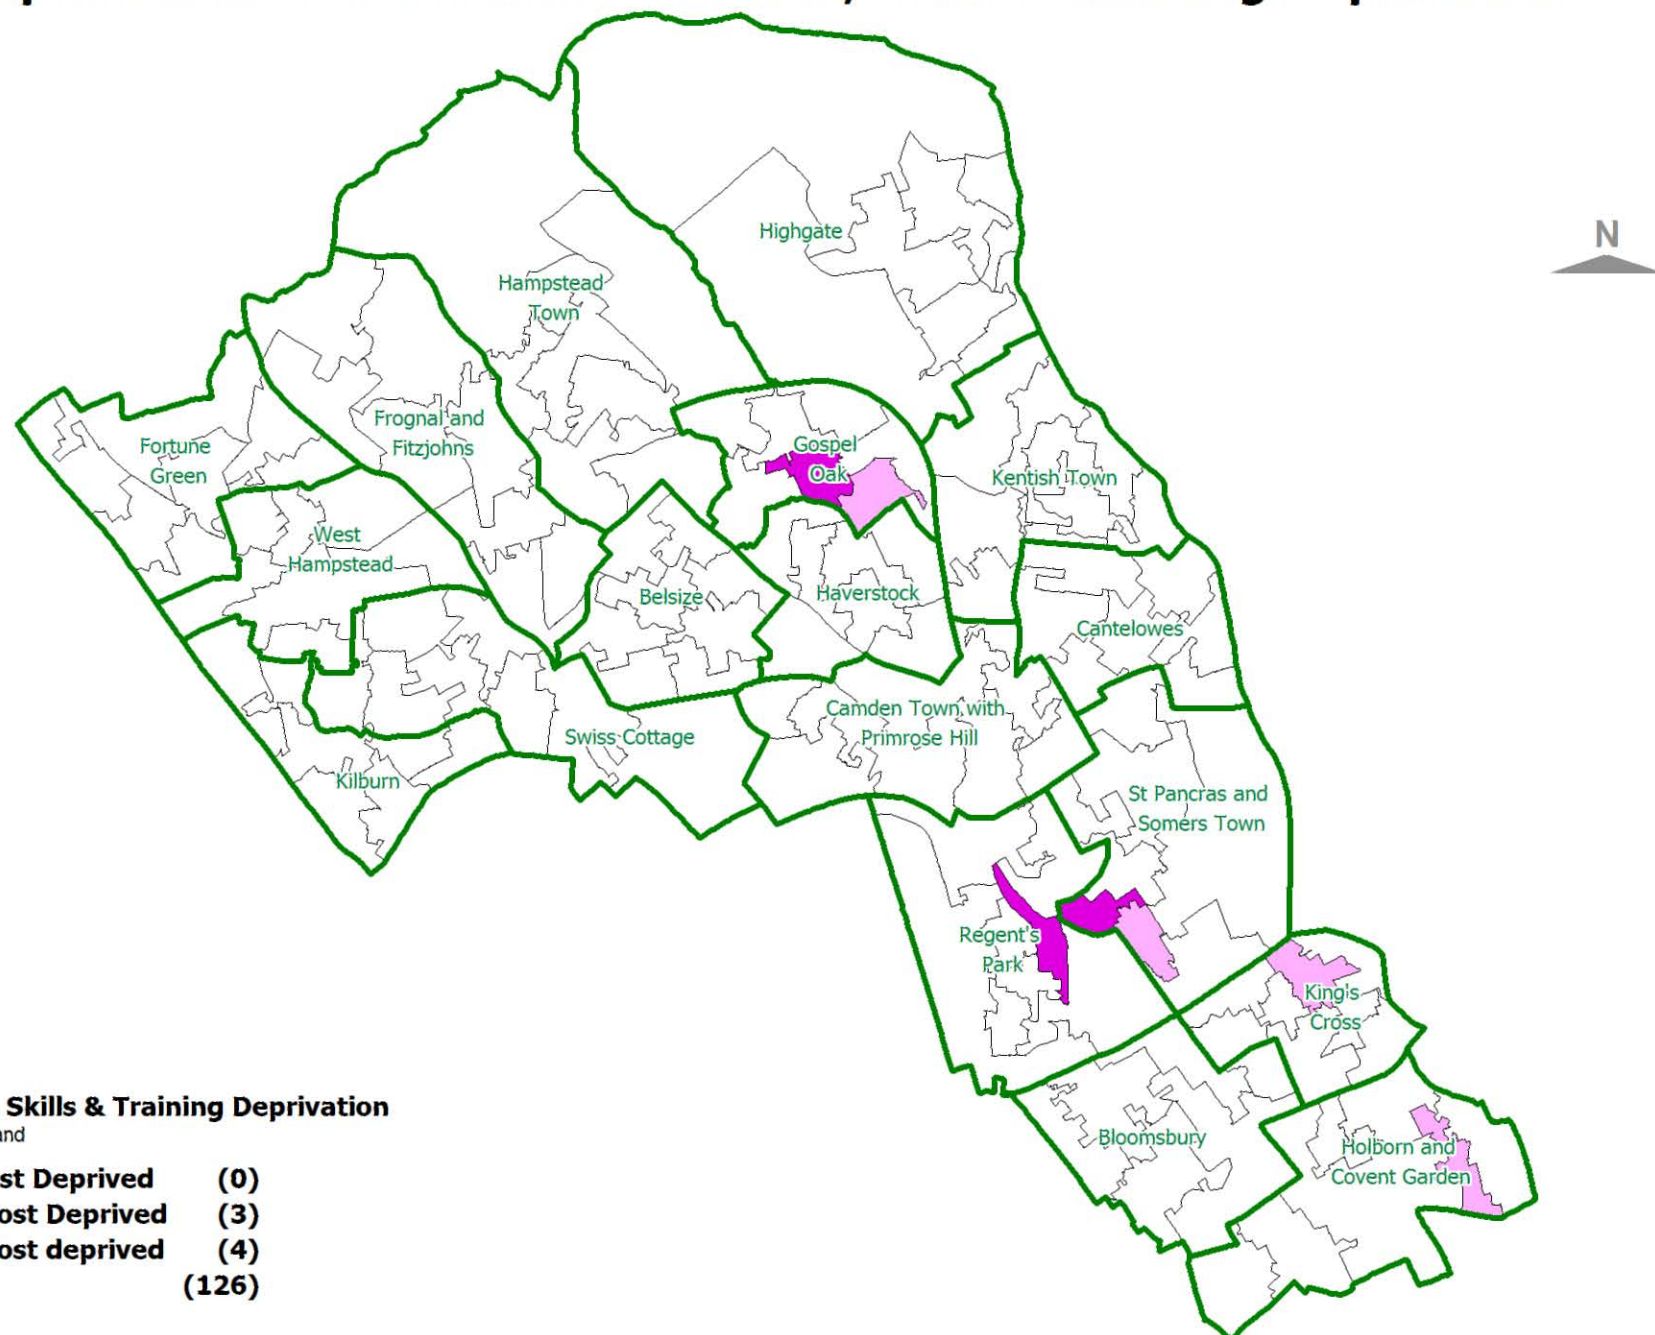 N
Highgate
Hampstead
Town
Frognal and
Fitzjohns
Fortune
Green
Gospel
Oak
Kentish Town
West
Hampstead
Belsize
Haverstock
Cantelowes
Camden Town with
Primrose Hill
Swiss Cottage
Kilburn
St Pancras and
Somers Town
Regent's
Park
King's
Cross
Bloomsbury
Holborn and
Covent Garden
Skills & Training Deprivation
and
st Deprived (0)
ost Deprived (3)
ost deprived (4)
(126)